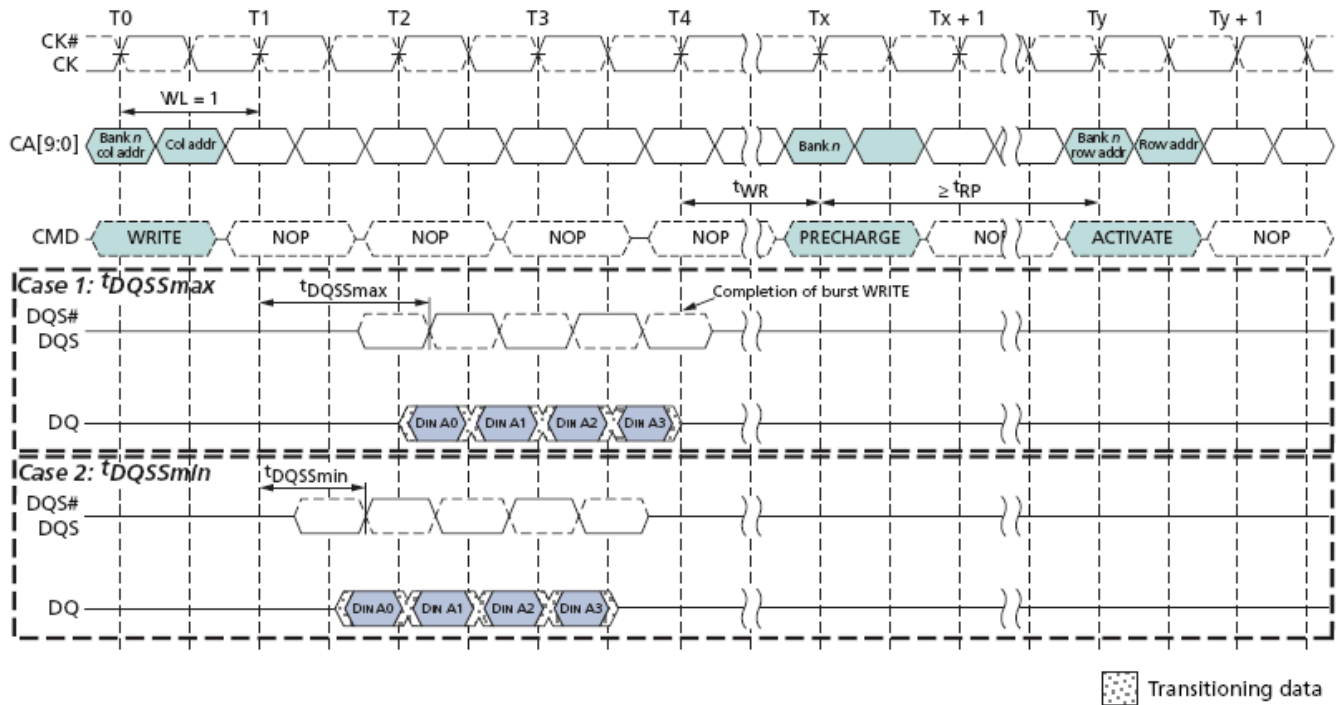 T0 T1 T2 T3 T4 Tx Tx + 1 Ty Ty + 1
CK#
CK
WL = 1
CA[9:0]
Bank n
col addr
Col addr
Bank n
Bank n
row addr
Row addr
tWR
≥ tRP
CMD WRITE NOP NOP NOP NOP PRECHARGE NOP ACTIVATE NOP
Case 1: tDQSSmax
tDQSSmax
Completion of burst WRITE
DQS#
DQS
DQ DIN A0 DIN A1 DIN A2 DIN A3
Case 2: tDQSSmin
tDQSSmin
DQS#
DQS
DQ DIN A0 DIN A1 DIN A2 DIN A3
Transitioning data